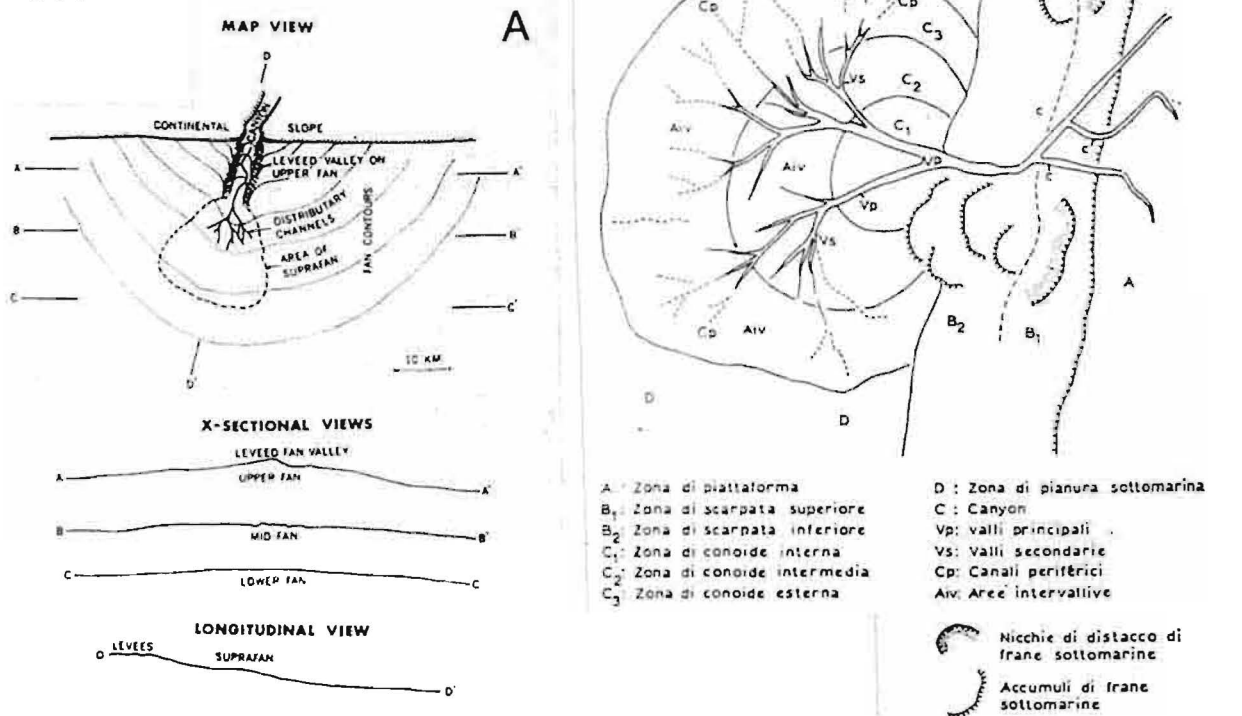 MAP VIEW
A
D
CANYON
CONTINENTAL SLOPE
LEVEED VALLEY ON
UPPER FAN
A A'
DISTRIBUTARY
CHANNELS
FAN CONTOURS
B B'
AREA OF
SUPRAFAN
C C'
10 KM
D'
X-SECTIONAL VIEWS
LEVEED FAN VALLEY
A UPPER FAN A'
B MID-FAN B'
C LOWER FAN C
LONGITUDINAL VIEW
D LEVEES
SUPRAFAN
D'
Cp
Cp
C3
Vs
C2
C1
Aiv
Aiv
Vp
Vp
Vs
c
c'
c
A
B2
B1
Cp
Aiv
D
D
A : Zona di piattaforma
B1: Zona di scarpata superiore
B2: Zona di scarpata inferiore
C1: Zona di conoide interna
C2: Zona di conoide intermedia
C3: Zona di conoide esterna
D : Zona di pianura sottomarina
C : Canyon
Vp: valli principali .
Vs: Valli secondarie
Cp: Canali periferici
Aiv: Aree intervallive
Nicchie di distacco di
frane sottomarine
Accumuli di frane
sottomarine